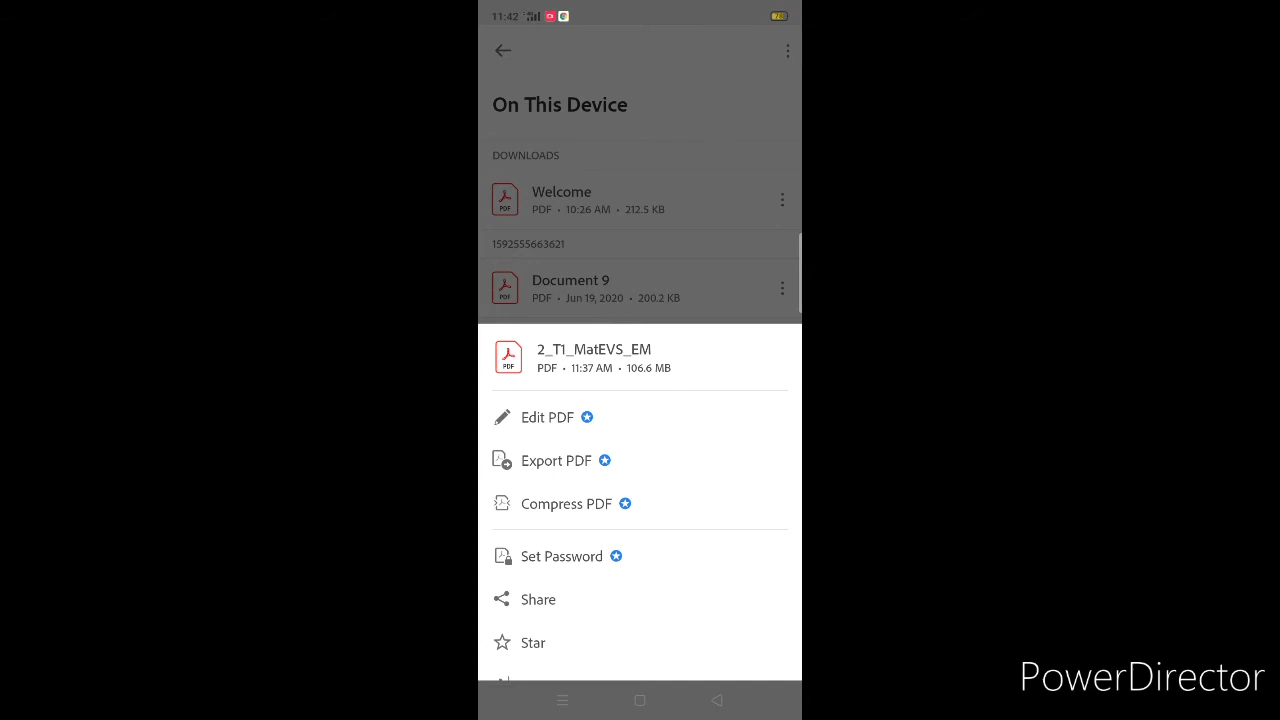 11:42
On This Device
DOWNLOADS
Welcome
PDF • 10:26 AM • 212.5 KB
1592555663621
Document 9
PDF • Jun 19, 2020 • 200.2 KB
2_T1_MatEVS_EM
PDF • 11:37 AM • 106.6 MB
Edit PDF
Export PDF
Compress PDF
Set Password
Share
Star
PowerDirector